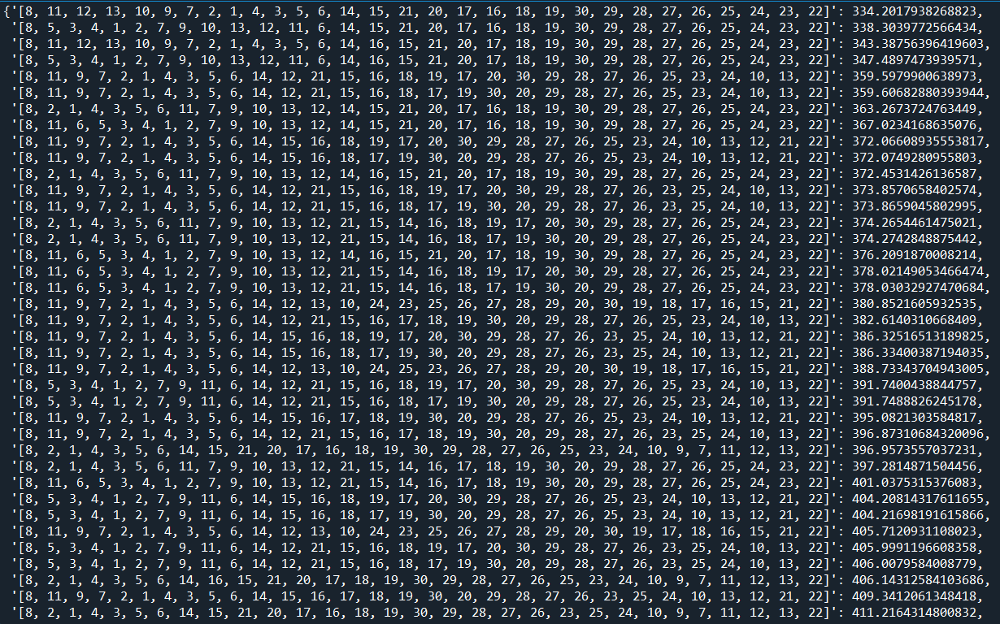 {'[8, 11, 12, 13, 10, 9, 7, 2, 1, 4, 3, 5, 6, 14, 15, 21, 20, 17, 16, 18, 19, 30, 29, 28, 27, 26, 25, 24, 23, 22]': 334.2017938268823,
'[8, 5, 3, 4, 1, 2, 7, 9, 10, 13, 12, 11, 6, 14, 15, 21, 20, 17, 16, 18, 19, 30, 29, 28, 27, 26, 25, 24, 23, 22]': 338.3039772566434,
'[8, 11, 12, 13, 10, 9, 7, 2, 1, 4, 3, 5, 6, 14, 16, 15, 21, 20, 17, 18, 19, 30, 29, 28, 27, 26, 25, 24, 23, 22]': 343.38756396419603,
'[8, 5, 3, 4, 1, 2, 7, 9, 10, 13, 12, 11, 6, 14, 16, 15, 21, 20, 17, 18, 19, 30, 29, 28, 27, 26, 25, 24, 23, 22]': 347.4897473939571,
'[8, 11, 9, 7, 2, 1, 4, 3, 5, 6, 14, 12, 21, 15, 16, 18, 19, 17, 20, 30, 29, 28, 27, 26, 25, 23, 24, 10, 13, 22]': 359.5979900638973,
'[8, 11, 9, 7, 2, 1, 4, 3, 5, 6, 14, 12, 21, 15, 16, 18, 17, 19, 30, 20, 29, 28, 27, 26, 25, 23, 24, 10, 13, 22]': 359.60682880393944,
'[8, 2, 1, 4, 3, 5, 6, 11, 7, 9, 10, 13, 12, 14, 15, 21, 20, 17, 16, 18, 19, 30, 29, 28, 27, 26, 25, 24, 23, 22]': 363.2673724763449,
'[8, 11, 6, 5, 3, 4, 1, 2, 7, 9, 10, 13, 12, 14, 15, 21, 20, 17, 16, 18, 19, 30, 29, 28, 27, 26, 25, 24, 23, 22]': 367.0234168635076,
'[8, 11, 9, 7, 2, 1, 4, 3, 5, 6, 14, 15, 16, 18, 19, 17, 20, 30, 29, 28, 27, 26, 25, 23, 24, 10, 13, 12, 21, 22]': 372.06608935553817,
'[8, 11, 9, 7, 2, 1, 4, 3, 5, 6, 14, 15, 16, 18, 17, 19, 30, 20, 29, 28, 27, 26, 25, 23, 24, 10, 13, 12, 21, 22]': 372.0749280955803,
'[8, 2, 1, 4, 3, 5, 6, 11, 7, 9, 10, 13, 12, 14, 16, 15, 21, 20, 17, 18, 19, 30, 29, 28, 27, 26, 25, 24, 23, 22]': 372.4531426136587,
'[8, 11, 9, 7, 2, 1, 4, 3, 5, 6, 14, 12, 21, 15, 16, 18, 19, 17, 20, 30, 29, 28, 27, 26, 23, 25, 24, 10, 13, 22]': 373.8570658402574,
'[8, 11, 9, 7, 2, 1, 4, 3, 5, 6, 14, 12, 21, 15, 16, 18, 17, 19, 30, 20, 29, 28, 27, 26, 23, 25, 24, 10, 13, 22]': 373.8659045802995,
'[8, 2, 1, 4, 3, 5, 6, 11, 7, 9, 10, 13, 12, 21, 15, 14, 16, 18, 19, 17, 20, 30, 29, 28, 27, 26, 25, 24, 23, 22]': 374.2654461475021,
'[8, 2, 1, 4, 3, 5, 6, 11, 7, 9, 10, 13, 12, 21, 15, 14, 16, 18, 17, 19, 30, 20, 29, 28, 27, 26, 25, 24, 23, 22]': 374.2742848875442,
'[8, 11, 6, 5, 3, 4, 1, 2, 7, 9, 10, 13, 12, 14, 16, 15, 21, 20, 17, 18, 19, 30, 29, 28, 27, 26, 25, 24, 23, 22]': 376.2091870008214,
'[8, 11, 6, 5, 3, 4, 1, 2, 7, 9, 10, 13, 12, 21, 15, 14, 16, 18, 19, 17, 20, 30, 29, 28, 27, 26, 25, 24, 23, 22]': 378.02149053466474,
'[8, 11, 6, 5, 3, 4, 1, 2, 7, 9, 10, 13, 12, 21, 15, 14, 16, 18, 17, 19, 30, 20, 29, 28, 27, 26, 25, 24, 23, 22]': 378.03032927470684,
'[8, 11, 9, 7, 2, 1, 4, 3, 5, 6, 14, 12, 13, 10, 24, 23, 25, 26, 27, 28, 29, 20, 30, 19, 18, 17, 16, 15, 21, 22]': 380.8521605932535,
'[8, 11, 9, 7, 2, 1, 4, 3, 5, 6, 14, 12, 21, 15, 16, 17, 18, 19, 30, 20, 29, 28, 27, 26, 25, 23, 24, 10, 13, 22]': 382.6140310668409,
'[8, 11, 9, 7, 2, 1, 4, 3, 5, 6, 14, 15, 16, 18, 19, 17, 20, 30, 29, 28, 27, 26, 23, 25, 24, 10, 13, 12, 21, 22]': 386.32516513189825,
'[8, 11, 9, 7, 2, 1, 4, 3, 5, 6, 14, 15, 16, 18, 17, 19, 30, 20, 29, 28, 27, 26, 23, 25, 24, 10, 13, 12, 21, 22]': 386.33400387194035,
'[8, 11, 9, 7, 2, 1, 4, 3, 5, 6, 14, 12, 13, 10, 24, 25, 23, 26, 27, 28, 29, 20, 30, 19, 18, 17, 16, 15, 21, 22]': 388.73343704943005,
'[8, 5, 3, 4, 1, 2, 7, 9, 11, 6, 14, 12, 21, 15, 16, 18, 19, 17, 20, 30, 29, 28, 27, 26, 25, 23, 24, 10, 13, 22]': 391.7400438844757,
'[8, 5, 3, 4, 1, 2, 7, 9, 11, 6, 14, 12, 21, 15, 16, 18, 17, 19, 30, 20, 29, 28, 27, 26, 25, 23, 24, 10, 13, 22]': 391.7488826245178,
'[8, 11, 9, 7, 2, 1, 4, 3, 5, 6, 14, 15, 16, 17, 18, 19, 30, 20, 29, 28, 27, 26, 25, 23, 24, 10, 13, 12, 21, 22]': 395.0821303584817,
'[8, 11, 9, 7, 2, 1, 4, 3, 5, 6, 14, 12, 21, 15, 16, 17, 18, 19, 30, 20, 29, 28, 27, 26, 23, 25, 24, 10, 13, 22]': 396.87310684320096,
'[8, 2, 1, 4, 3, 5, 6, 14, 15, 21, 20, 17, 16, 18, 19, 30, 29, 28, 27, 26, 25, 23, 24, 10, 9, 7, 11, 12, 13, 22]': 396.9573557037231,
'[8, 2, 1, 4, 3, 5, 6, 11, 7, 9, 10, 13, 12, 21, 15, 14, 16, 17, 18, 19, 30, 20, 29, 28, 27, 26, 25, 24, 23, 22]': 397.2814871504456,
'[8, 11, 6, 5, 3, 4, 1, 2, 7, 9, 10, 13, 12, 21, 15, 14, 16, 17, 18, 19, 30, 20, 29, 28, 27, 26, 25, 24, 23, 22]': 401.0375315376083,
'[8, 5, 3, 4, 1, 2, 7, 9, 11, 6, 14, 15, 16, 18, 19, 17, 20, 30, 29, 28, 27, 26, 25, 23, 24, 10, 13, 12, 21, 22]': 404.20814317611655,
'[8, 5, 3, 4, 1, 2, 7, 9, 11, 6, 14, 15, 16, 18, 17, 19, 30, 20, 29, 28, 27, 26, 25, 23, 24, 10, 13, 12, 21, 22]': 404.21698191615866,
'[8, 11, 9, 7, 2, 1, 4, 3, 5, 6, 14, 12, 13, 10, 24, 23, 25, 26, 27, 28, 29, 20, 30, 19, 17, 18, 16, 15, 21, 22]': 405.7120931108023,
'[8, 5, 3, 4, 1, 2, 7, 9, 11, 6, 14, 12, 21, 15, 16, 18, 19, 17, 20, 30, 29, 28, 27, 26, 23, 25, 24, 10, 13, 22]': 405.9991196608358,
'[8, 5, 3, 4, 1, 2, 7, 9, 11, 6, 14, 12, 21, 15, 16, 18, 17, 19, 30, 20, 29, 28, 27, 26, 23, 25, 24, 10, 13, 22]': 406.0079584008779,
'[8, 2, 1, 4, 3, 5, 6, 14, 16, 15, 21, 20, 17, 18, 19, 30, 29, 28, 27, 26, 25, 23, 24, 10, 9, 7, 11, 12, 13, 22]': 406.14312584103686,
'[8, 11, 9, 7, 2, 1, 4, 3, 5, 6, 14, 15, 16, 17, 18, 19, 30, 20, 29, 28, 27, 26, 23, 25, 24, 10, 13, 12, 21, 22]': 409.3412061348418,
'[8, 2, 1, 4, 3, 5, 6, 14, 15, 21, 20, 17, 16, 18, 19, 30, 29, 28, 27, 26, 23, 25, 24, 10, 9, 7, 11, 12, 13, 22]': 411.2164314800832,